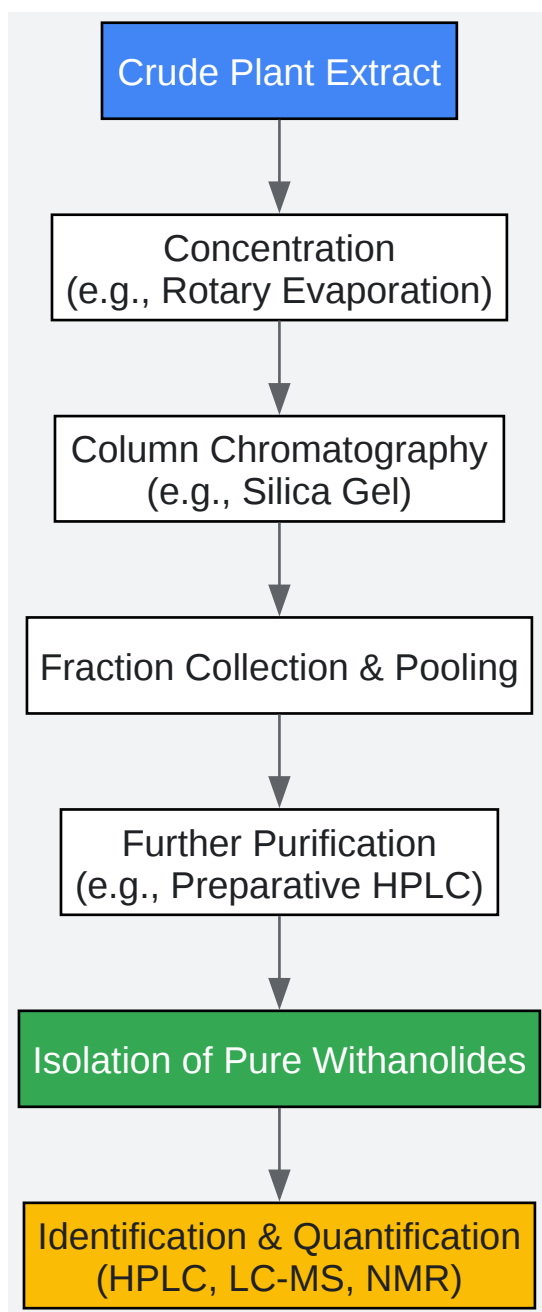 Crude Plant Extract
Concentration
(e.g., Rotary Evaporation)
Column Chromatography
(e.g., Silica Gel)
Fraction Collection & Pooling
Further Purification
(e.g., Preparative HPLC)
Isolation of Pure Withanolides
Identification & Quantification
(HPLC, LC-MS, NMR)